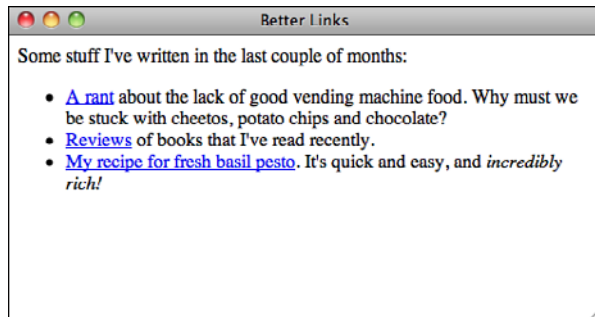 Better Links
Some stuff I've written in the last couple of months:
• A rant about the lack of good vending machine food. Why must we
be stuck with cheetos, potato chips and chocolate?
• Reviews of books that I've read recently.
• My recipe for fresh basil pesto. It's quick and easy, and incredibly
rich!